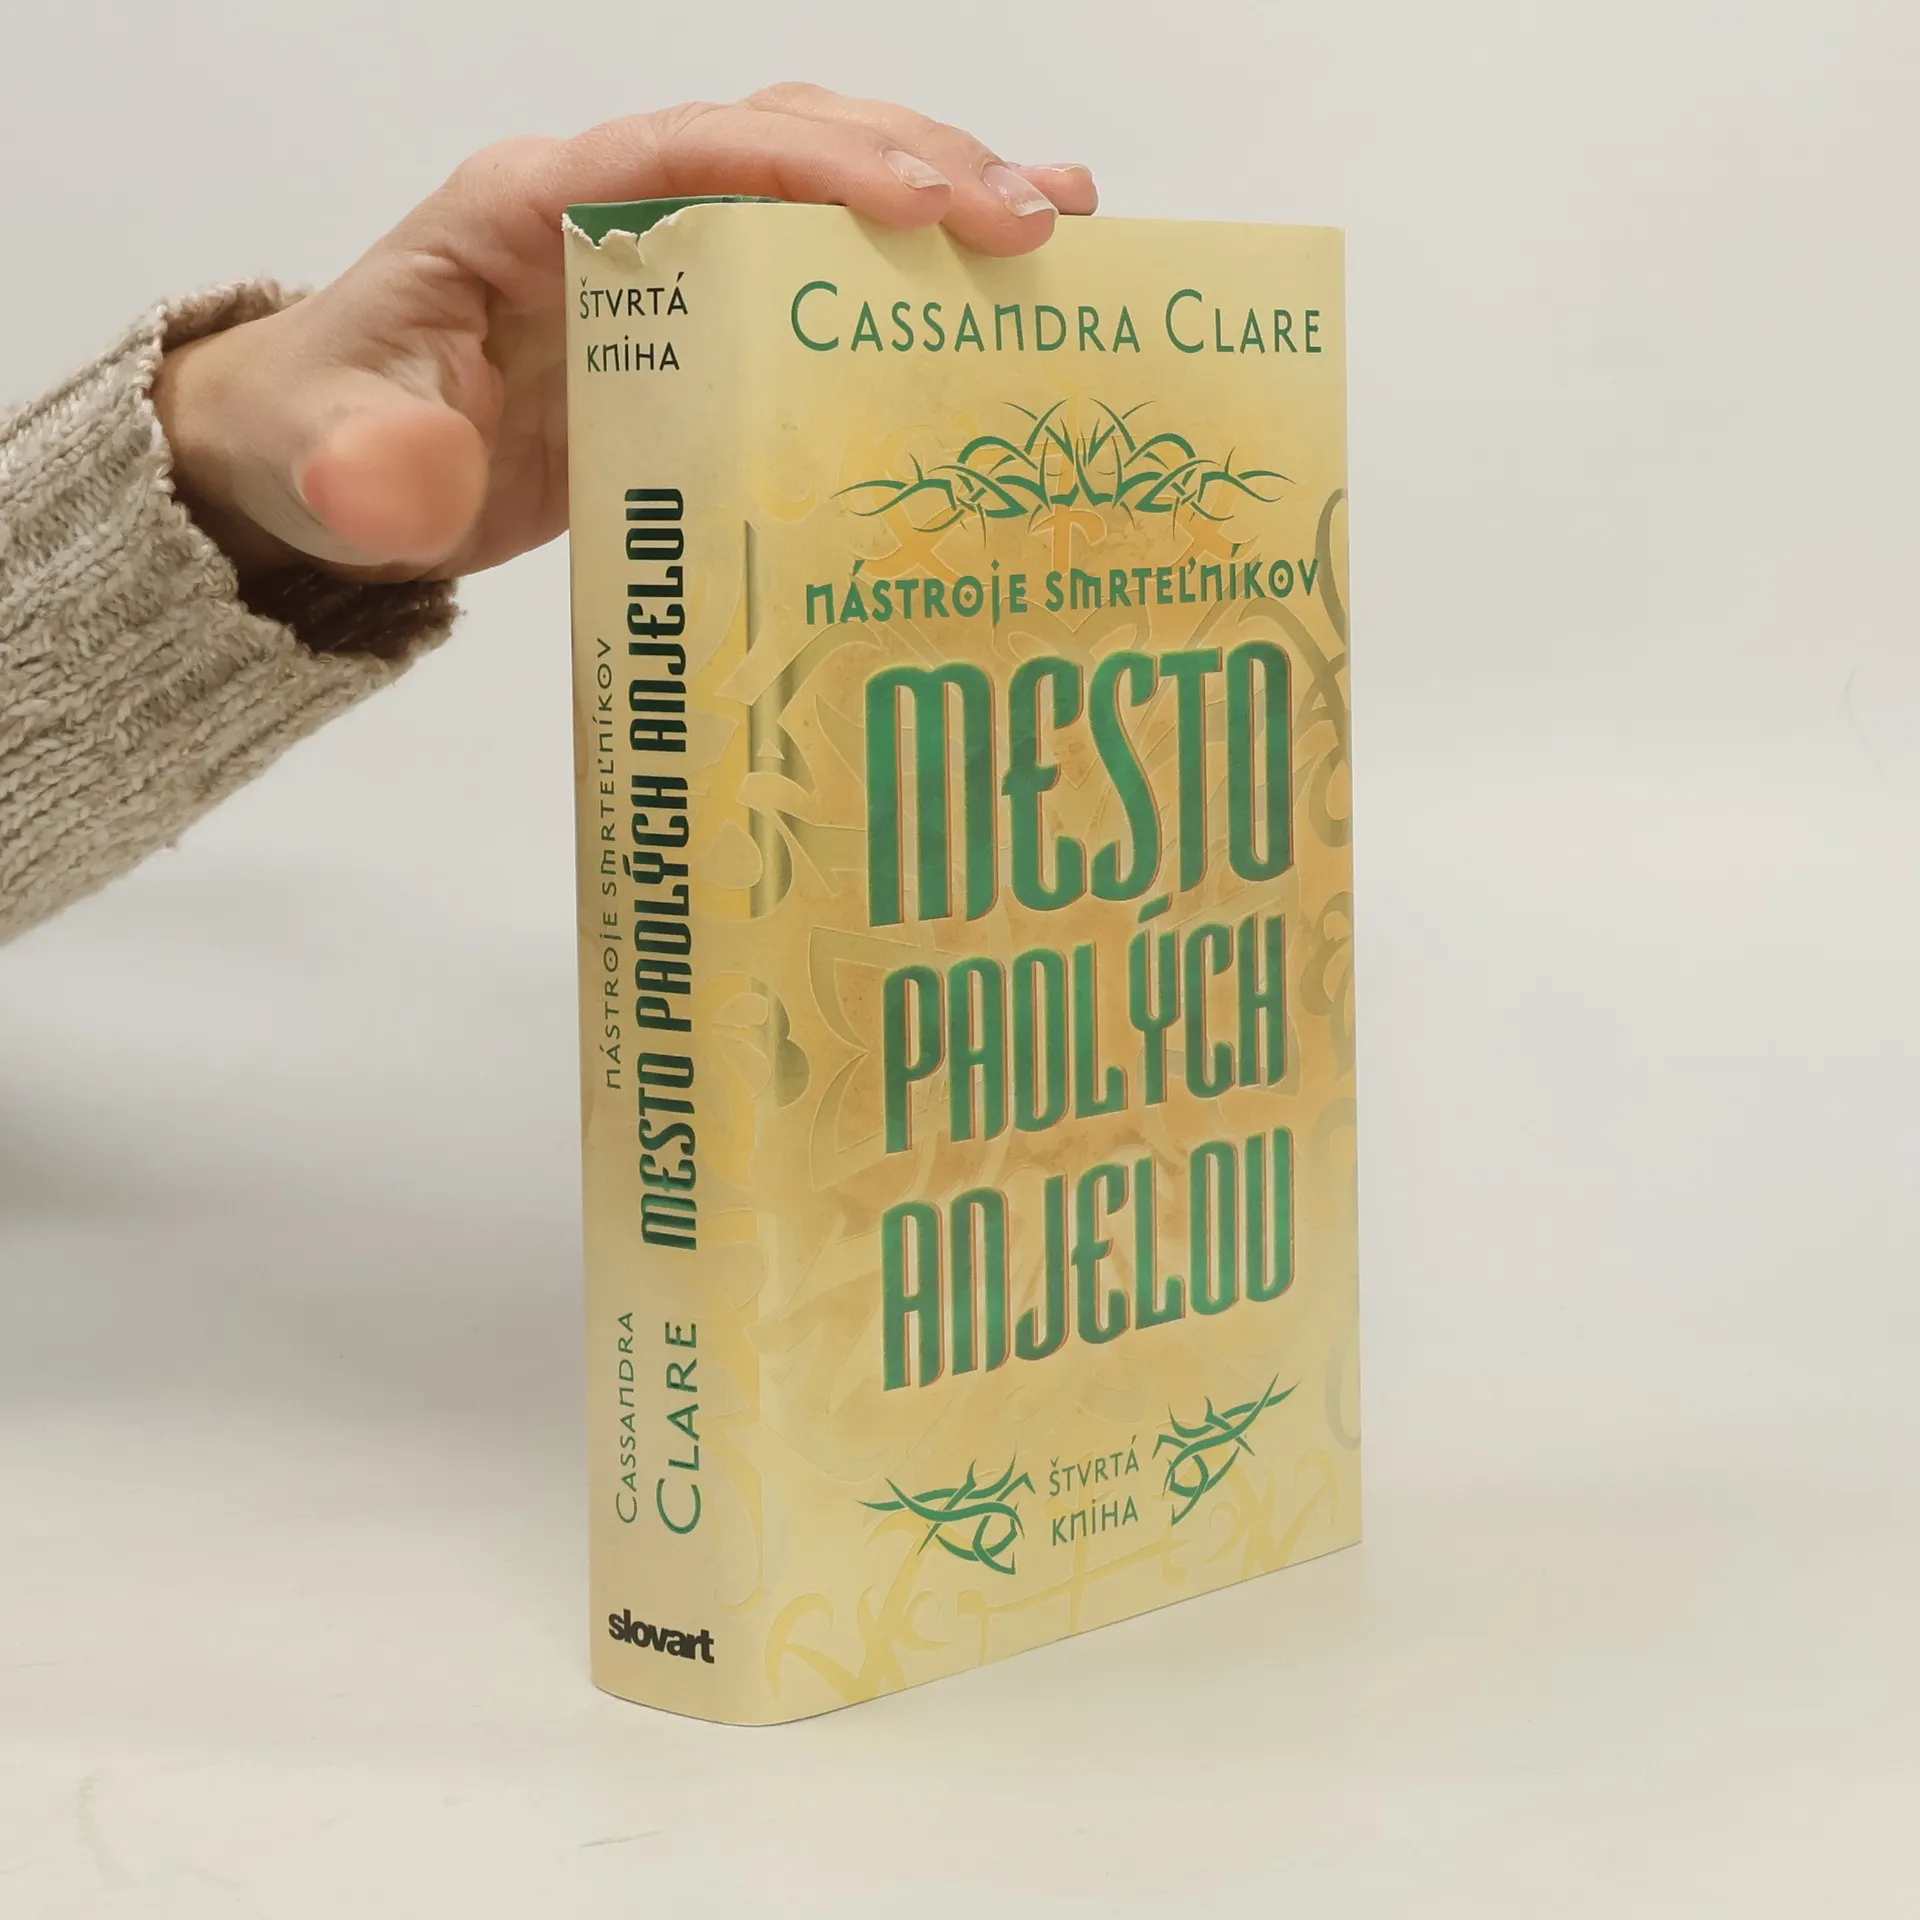 ŠTVRTÁ
KNIHA
NÁSTROJE SMRTEĽNÍKOV
MESTO PADLÝCH ANJELOV
CASSANDRA
CLARE
slovart
CASSANDRA CLARE
NÁSTROJE SMRTEĽNÍKOV
MESTO
PADLÝCH
ANJELOV
ŠTVRTÁ
KNIHA